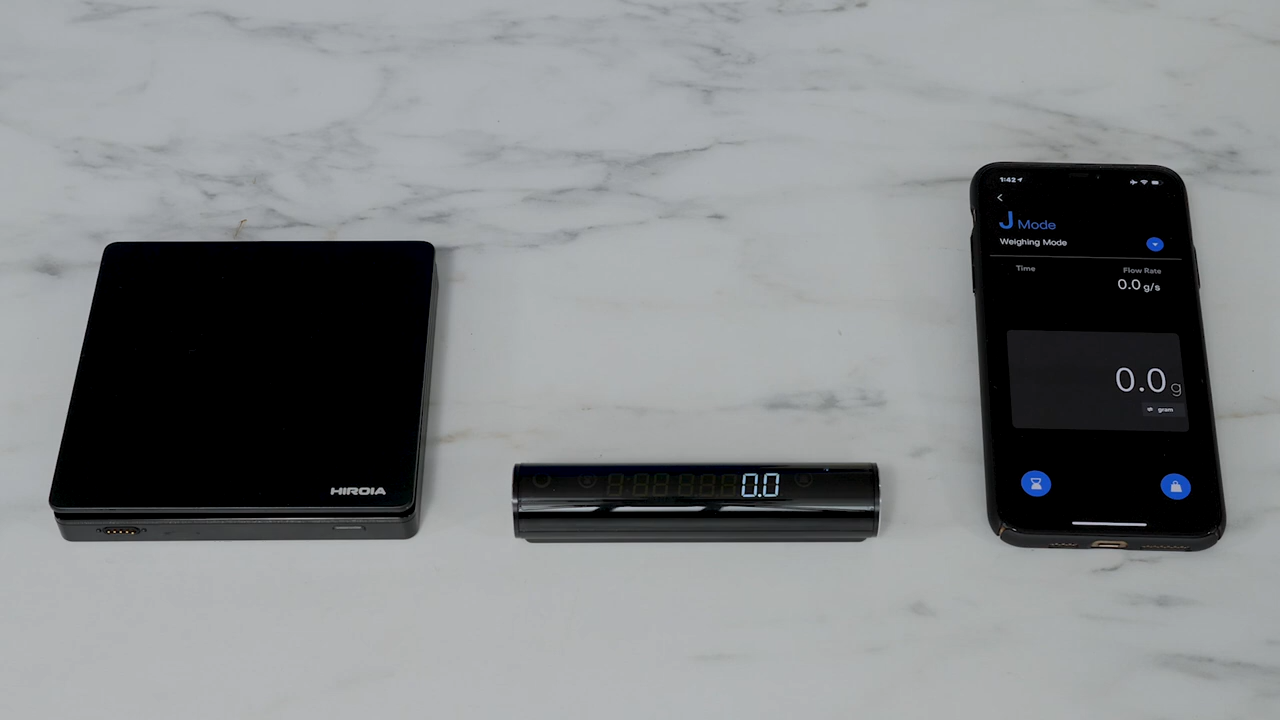 HIROIA
0.0
1:42
J Mode
Weighing Mode
Time
Flow Rate
0.0 g/s
0.0 g
gram